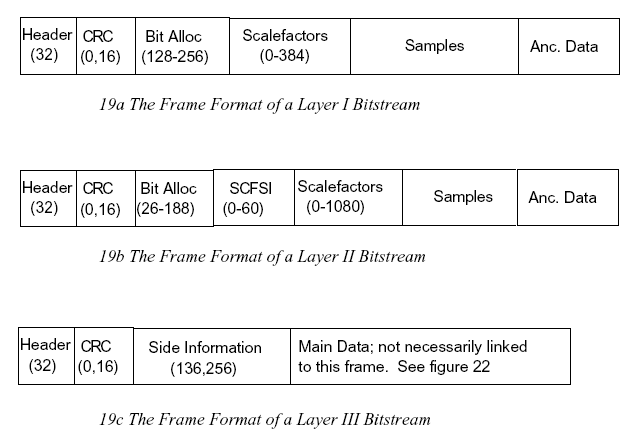 Header CRC Bit Alloc Scalefactors Samples Anc. Data
(32) (0,16) (128-256) (0-384)
19a The Frame Format of a Layer I Bitstream
Header CRC Bit Alloc SCFSI Scalefactors Samples Anc. Data
(32) (0,16) (26-188) (0-60) (0-1080)
19b The Frame Format of a Layer II Bitstream
Header CRC Side Information Main Data; not necessarily linked
(32) (0,16) (136,256) to this frame. See figure 22
19c The Frame Format of a Layer III Bitstream